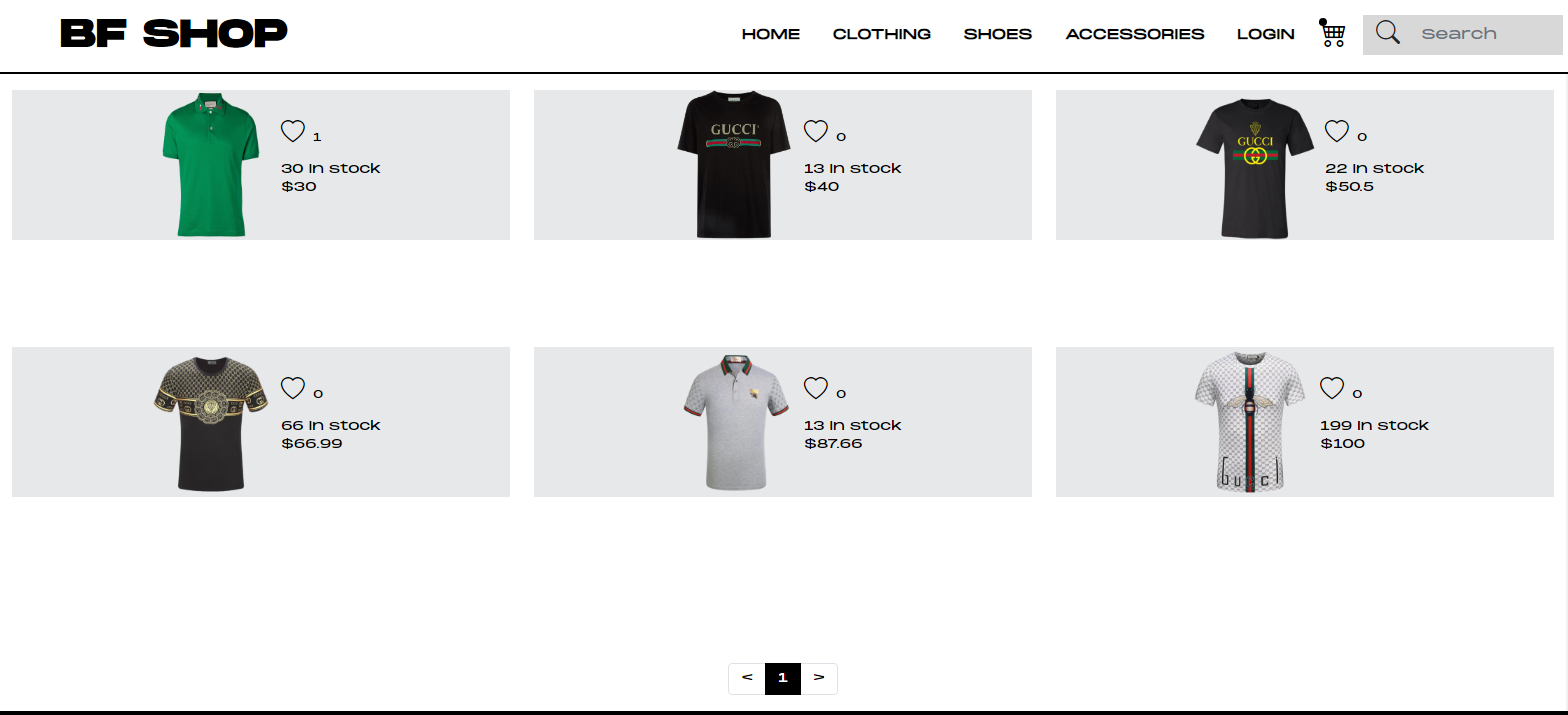 BF SHOP
HOME CLOTHING SHOES ACCESSORIES LOGIN Search
1
30 In stock
$30
GUCCI
0
13 In stock
$40
GUCCI
0
22 In stock
$50.5
0
66 In stock
$66.99
0
13 In stock
$87.66
GUCCI
0
199 In stock
$100
< 1 >